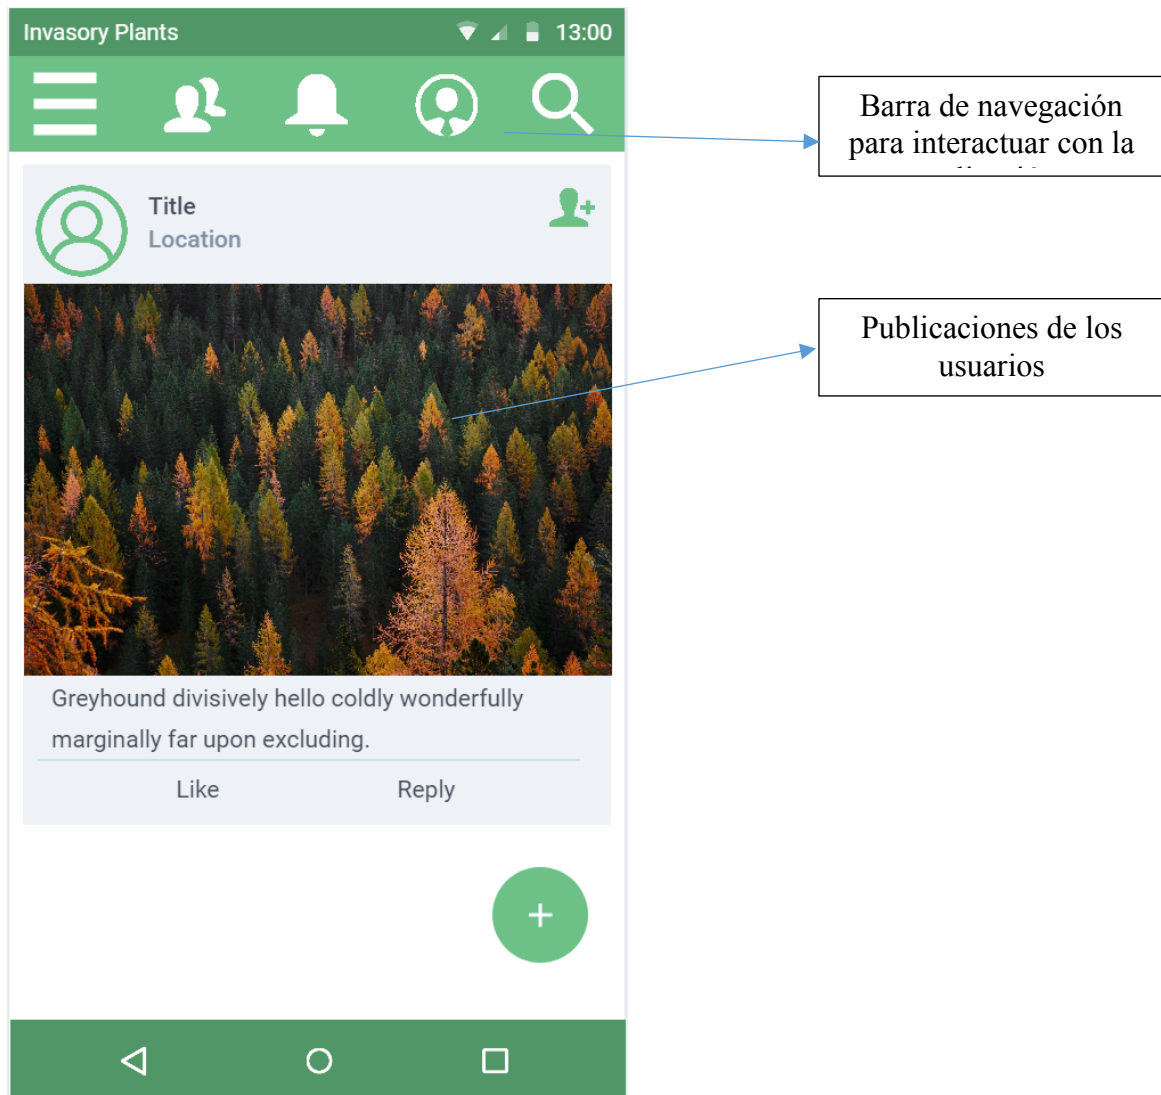 Invasory Plants 13:00
Barra de navegación
para interactuar con la
Title
Location
Publicaciones de los
usuarios
Greyhound divisively hello coldly wonderfully
marginally far upon excluding.
Like Reply